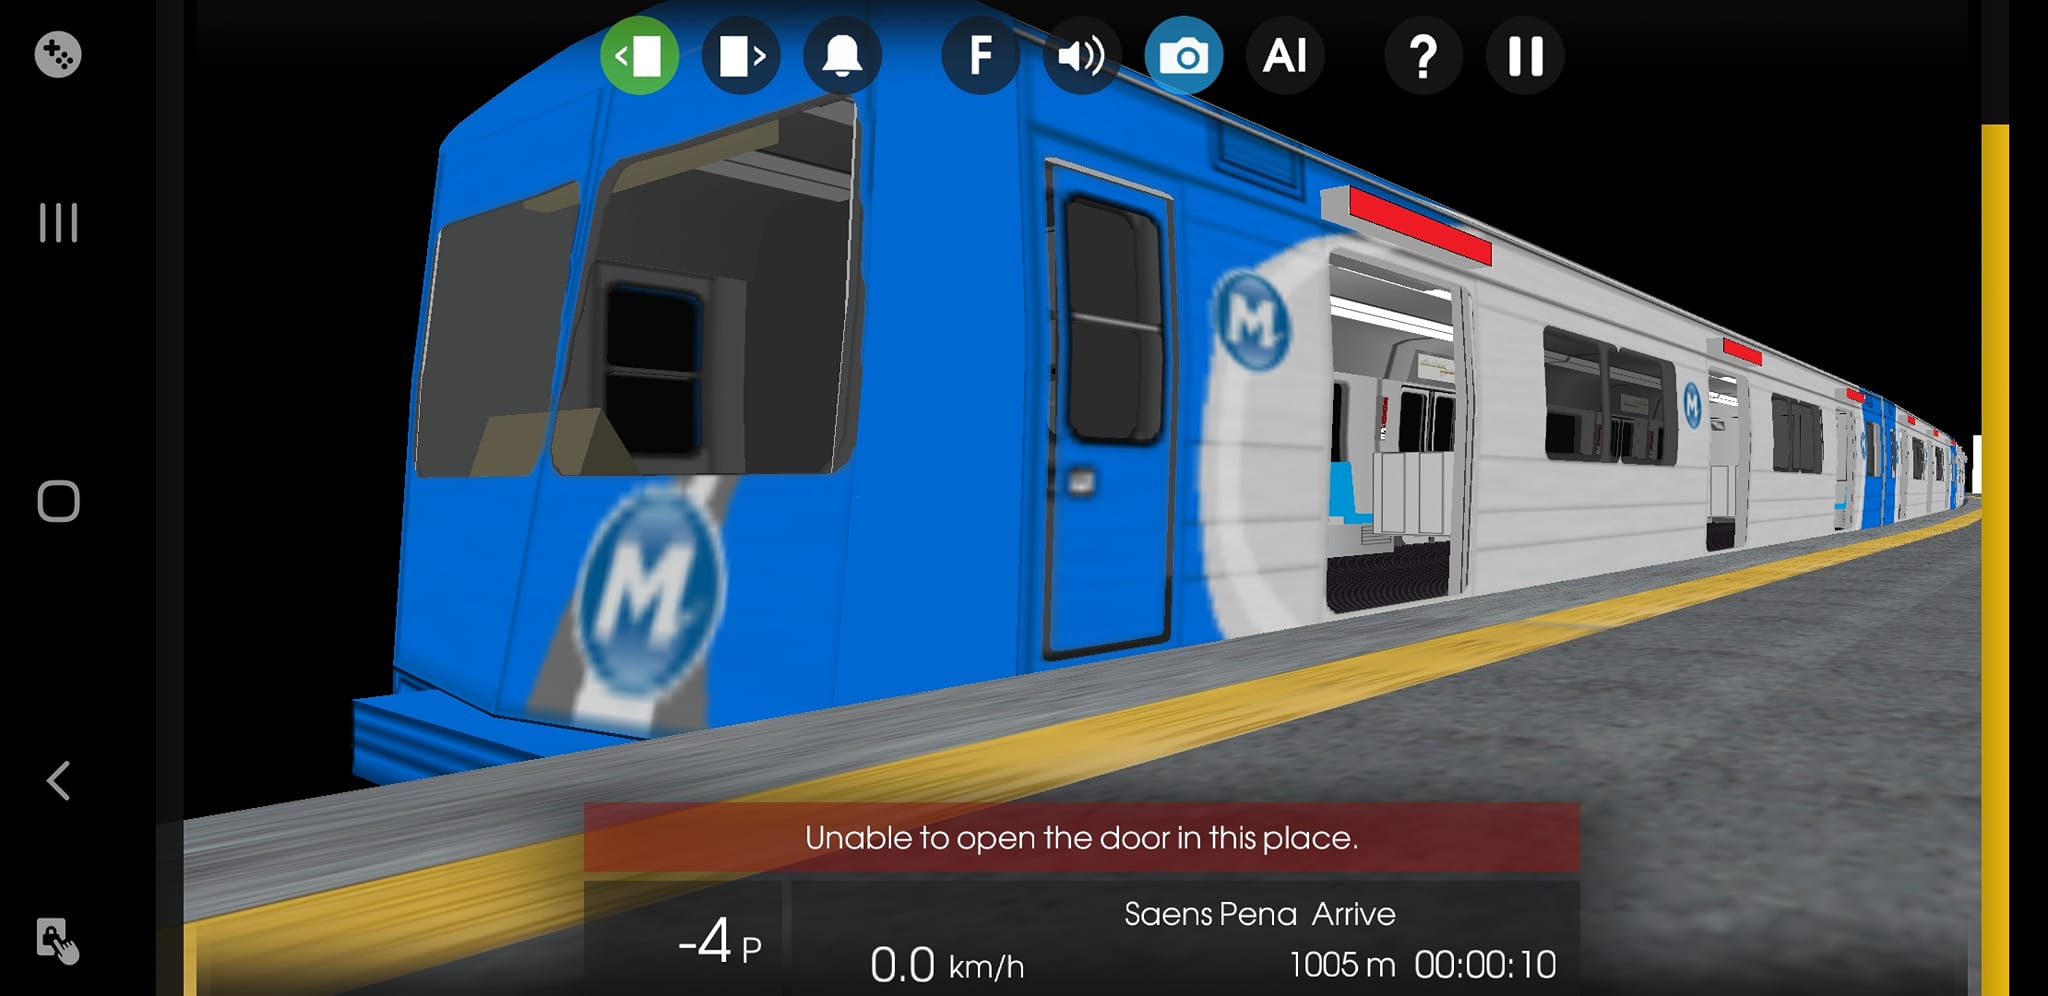 F
AI
?
M
M
M
Unable to open the door in this place.
-4 P
0.0 km/h
Saens Pena Arrive
1005 m 00:00:10